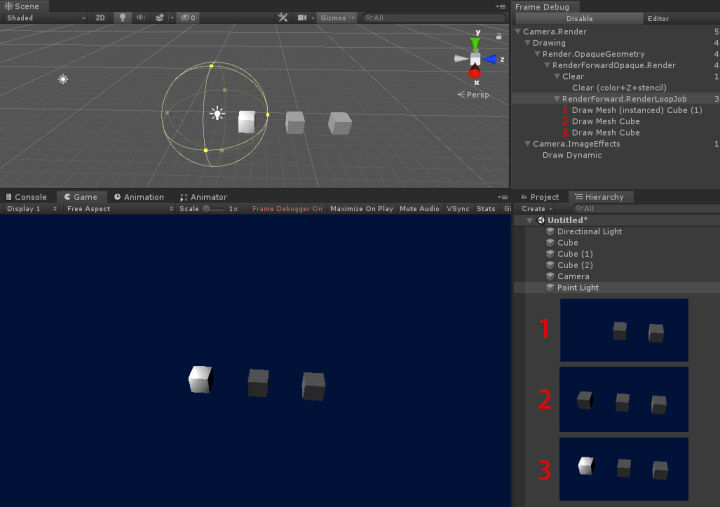 Scene
Shaded
2D
0
Gizmos
All
y
z
x
Persp
Frame Debug
Disable Editor
Camera.Render 5
Drawing 4
Render.OpaqueGeometry 4
RenderForwardOpaque.Render 4
Clear 1
Clear (color+Z+stencil)
RenderForward.RenderLoopJob 3
1 Draw Mesh (instanced) Cube (1)
2 Draw Mesh Cube
3 Draw Mesh Cube
Camera.ImageEffects 1
Draw Dynamic
Console Game Animation Animator
Display 1 Free Aspect Scale 1x Frame Debugger On Maximize On Play Mute Audio VSync Stats Gi
Project Hierarchy
Create All
Untitled*
Directional Light
Cube
Cube (1)
Cube (2)
Camera
Point Light
1
2
3